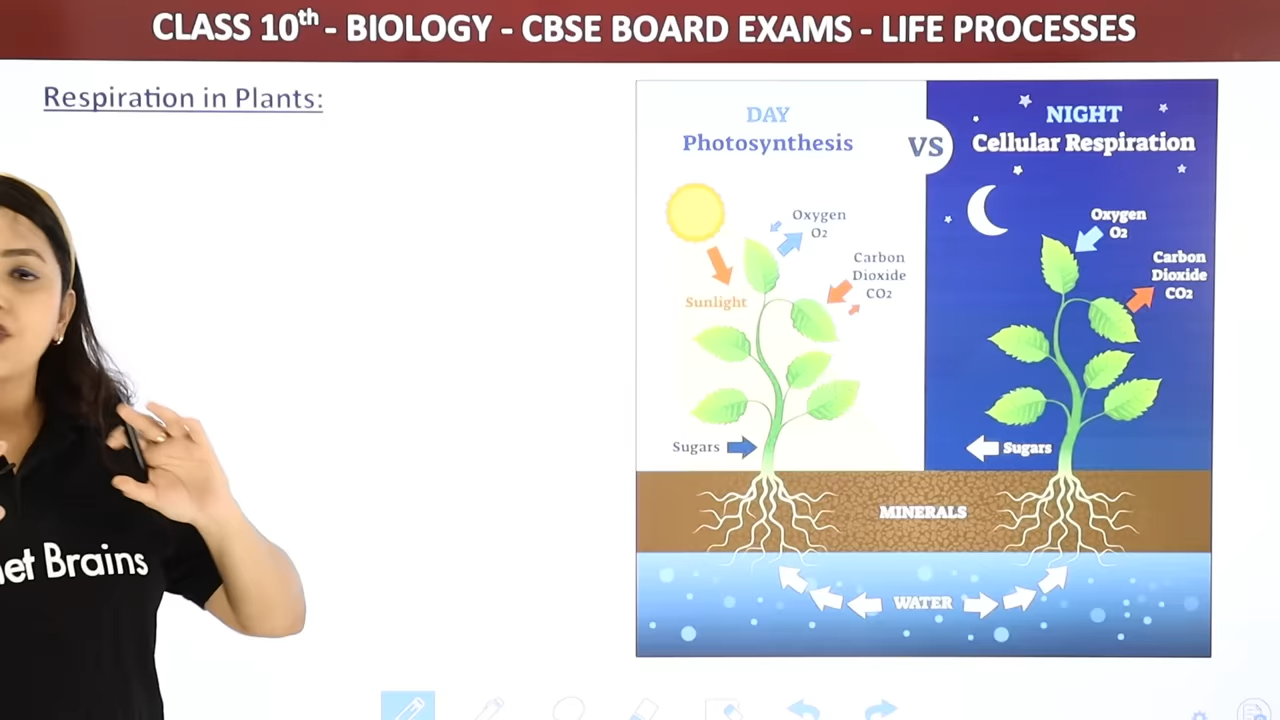 CLASS 10th - BIOLOGY - CBSE BOARD EXAMS - LIFE PROCESSES
Respiration in Plants:
DAY
Photosynthesis
VS
NIGHT
Cellular Respiration
Oxygen
O2
Carbon
Dioxide
CO2
Sunlight
Sugars
Oxygen
O2
Carbon
Dioxide
CO2
Sugars
MINERALS
WATER
et Brains